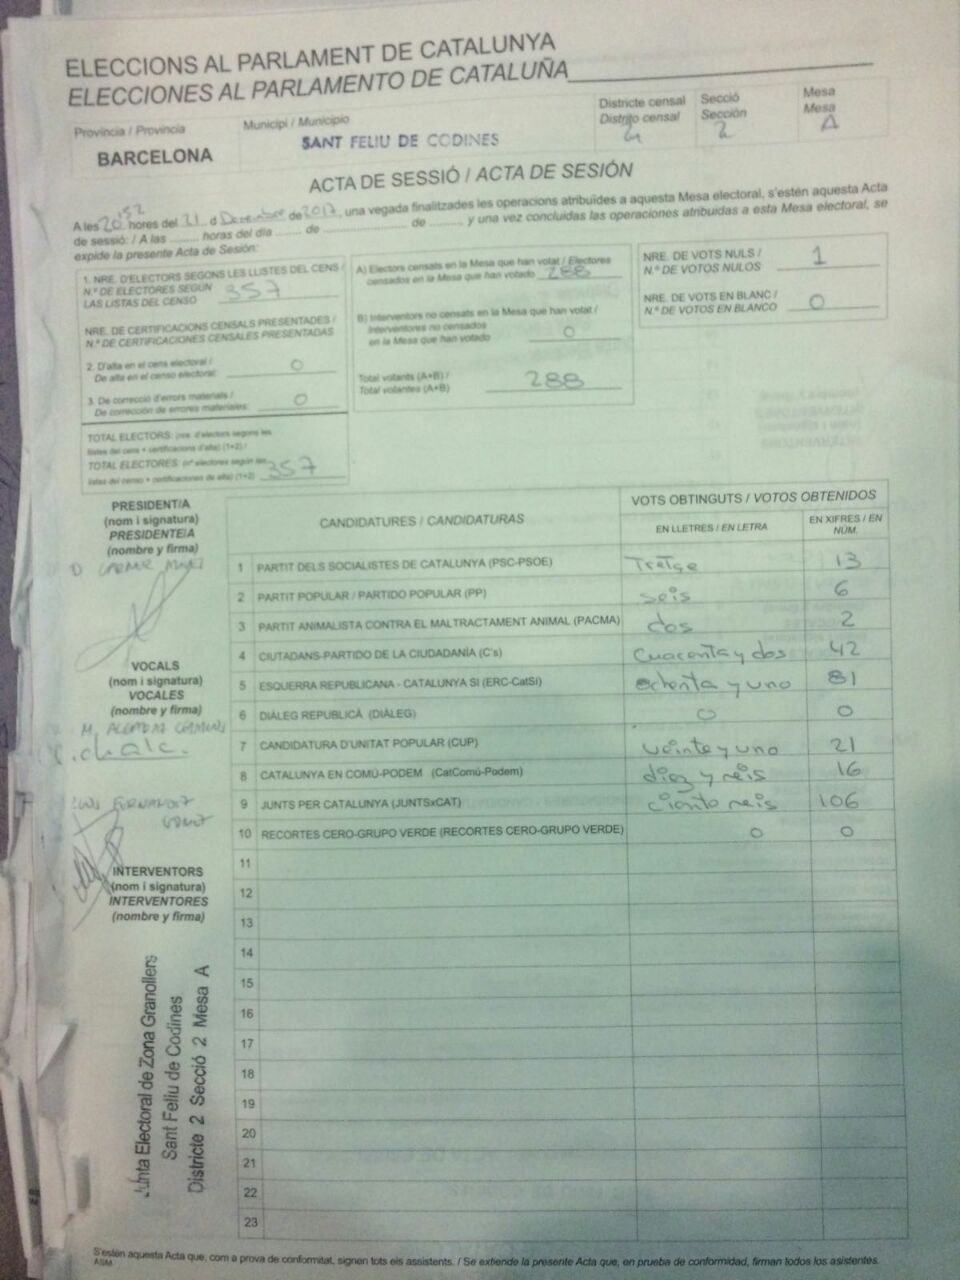 ELECCIONS AL PARLAMENT DE CATALUNYA
ELECCIONES AL PARLAMENTO DE CATALUÑA
Provincia / Provincia
BARCELONA
Municipi / Municipio
SANT FELIU DE CODINES
Districte censal
Distrito censal
2
Secció
Sección
2
Mesa
Mesa
A
ACTA DE SESSIÓ / ACTA DE SESIÓN
A les 20'52 hores del 21 d Desembre de 2017, una vegada finalitzades les operacions atribuïdes a aquesta Mesa electoral, s'estén aquesta Acta
de sessió: / A las ......... horas del día ........ de ........................ de ........., y una vez concluidas las operaciones atribuidas a esta Mesa electoral, se
expide la presente Acta de Sesión:
1. NRE. D'ELECTORS SEGONS LES LLISTES DEL CENS /
N.º DE ELECTORES SEGÚN
LAS LISTAS DEL CENSO 357
NRE. DE CERTIFICACIONS CENSALS PRESENTADES /
N.º DE CERTIFICACIONES CENSALES PRESENTADAS
2. D'alta en el cens electoral /
De alta en el censo electoral: 0
3. De correcció d'errors materials /
De corrección de errores materiales: 0
TOTAL ELECTORS: (nre. d'electors segons les
llistes del cens + certificacions d'alta) (1+2) /
TOTAL ELECTORES: (nº electores según las
listas del censo + certificaciones de alta) (1+2) 357
A) Electors censats en la Mesa que han votat / Electores
censados en la Mesa que han votado 288
B) Interventors no censats en la Mesa que han votat /
Interventores no censados
en la Mesa que han votado 0
Total votants (A+B) /
Total votantes (A+B) 288
NRE. DE VOTS NULS /
N.º DE VOTOS NULOS 1
NRE. DE VOTS EN BLANC /
N.º DE VOTOS EN BLANCO 0
PRESIDENT/A
(nom i signatura)
PRESIDENTE/A
(nombre y firma)
VOCALS
(nom i signatura)
VOCALES
(nombre y firma)
INTERVENTORS
(nom i signatura)
INTERVENTORES
(nombre y firma)
Junta Electoral de Zona Granollers
Sant Feliu de Codines
Districte 2 Secció 2 Mesa A
CANDIDATURES / CANDIDATURAS
VOTS OBTINGUTS / VOTOS OBTENIDOS
EN LLETRES / EN LETRA
EN XIFRES / EN
NÚM.
1 PARTIT DELS SOCIALISTES DE CATALUNYA (PSC-PSOE) Tretge 13
2 PARTIT POPULAR / PARTIDO POPULAR (PP) seis 6
3 PARTIT ANIMALISTA CONTRA EL MALTRACTAMENT ANIMAL (PACMA) dos 2
4 CIUTADANS-PARTIDO DE LA CIUDADANÍA (C's) cuarenta y dos 42
5 ESQUERRA REPUBLICANA - CATALUNYA SI (ERC-CatSí) ochenta y uno 81
6 DIÀLEG REPUBLICÀ (DIÀLEG) 0 0
7 CANDIDATURA D'UNITAT POPULAR (CUP) veinte y uno 21
8 CATALUNYA EN COMÚ-PODEM (CatComú-Podem) diez y seis 16
9 JUNTS PER CATALUNYA (JUNTSxCAT) ciento seis 106
10 RECORTES CERO-GRUPO VERDE (RECORTES CERO-GRUPO VERDE) 0 0
11
12
13
14
15
16
17
18
19
20
21
22
23
S'estén aquesta Acta que, com a prova de conformitat, signen tots els assistents. / Se extiende la presente Acta que, en prueba de conformidad, firman todos los asistentes.
ASM